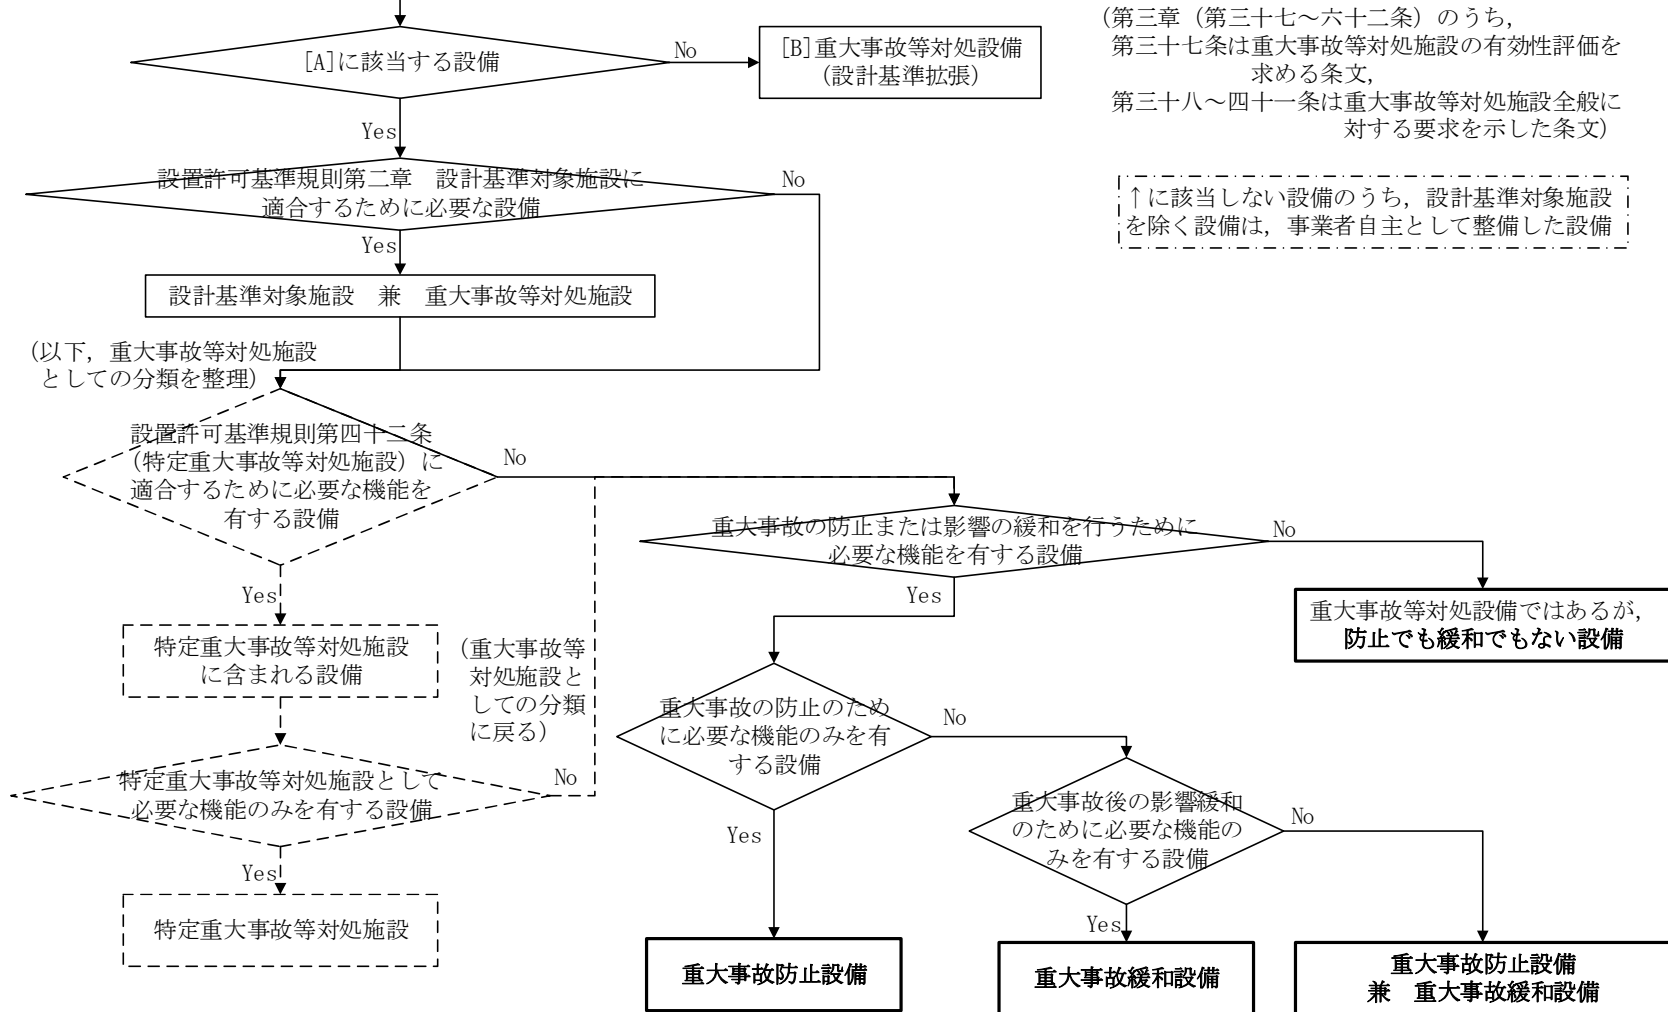 (第三章（第三十七～六十二条）のうち,
第三十七条は重大事故等対処施設の有効性評価を
求める条文,
第三十八～四十一条は重大事故等対処施設全般に
対する要求を示した条文)
[A]に該当する設備
No
[B]重大事故等対処設備
(設計基準拡張)
Yes
設置許可基準規則第二章　設計基準対象施設に
適合するために必要な設備
No
↑に該当しない設備のうち, 設計基準対象施設
を除く設備は, 事業者自主として整備した設備
Yes
設計基準対象施設　兼　重大事故等対処施設
(以下, 重大事故等対処施設
としての分類を整理)
設置許可基準規則第四十二条
(特定重大事故等対処施設) に
適合するために必要な機能を
有する設備
No
重大事故の防止または影響の緩和を行うために
必要な機能を有する設備
No
Yes
Yes
重大事故等対処設備ではあるが,
防止でも緩和でもない設備
特定重大事故等対処施設
に含まれる設備
(重大事故等
対処施設と
しての分類
に戻る)
重大事故の防止のため
に必要な機能のみを有
する設備
No
特定重大事故等対処施設として
必要な機能のみを有する設備
No
重大事故後の影響緩和
のために必要な機能の
みを有する設備
No
Yes
Yes
Yes
特定重大事故等対処施設
重大事故防止設備
重大事故緩和設備
重大事故防止設備
兼　重大事故緩和設備